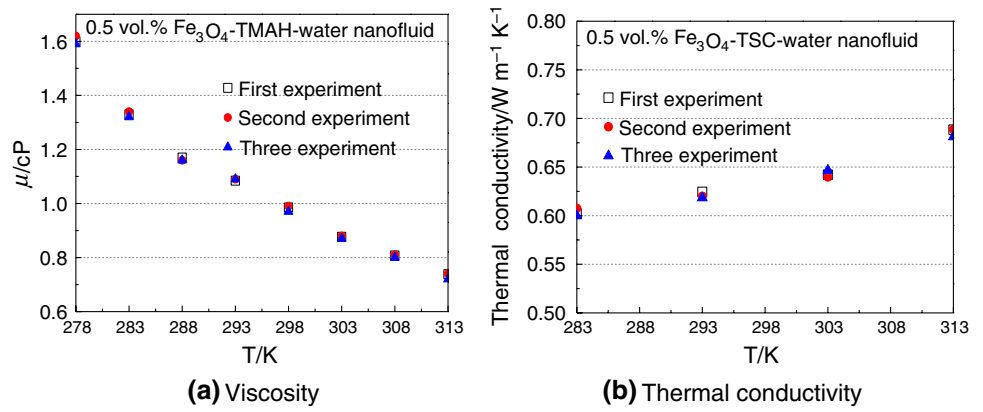 0.5 vol.% Fe₃O₄-TMAH-water nanofluid
First experiment
Second experiment
Three experiment
μ/cP
1.6
1.4
1.2
1.0
0.8
0.6
278 283 288 293 298 303 308 313
T/K
(a) Viscosity
0.5 vol.% Fe₃O₄-TSC-water nanofluid
First experiment
Second experiment
Three experiment
Thermal conductivity/W m⁻¹ K⁻¹
0.80
0.75
0.70
0.65
0.60
0.55
0.50
283 288 293 298 303 308 313
T/K
(b) Thermal conductivity